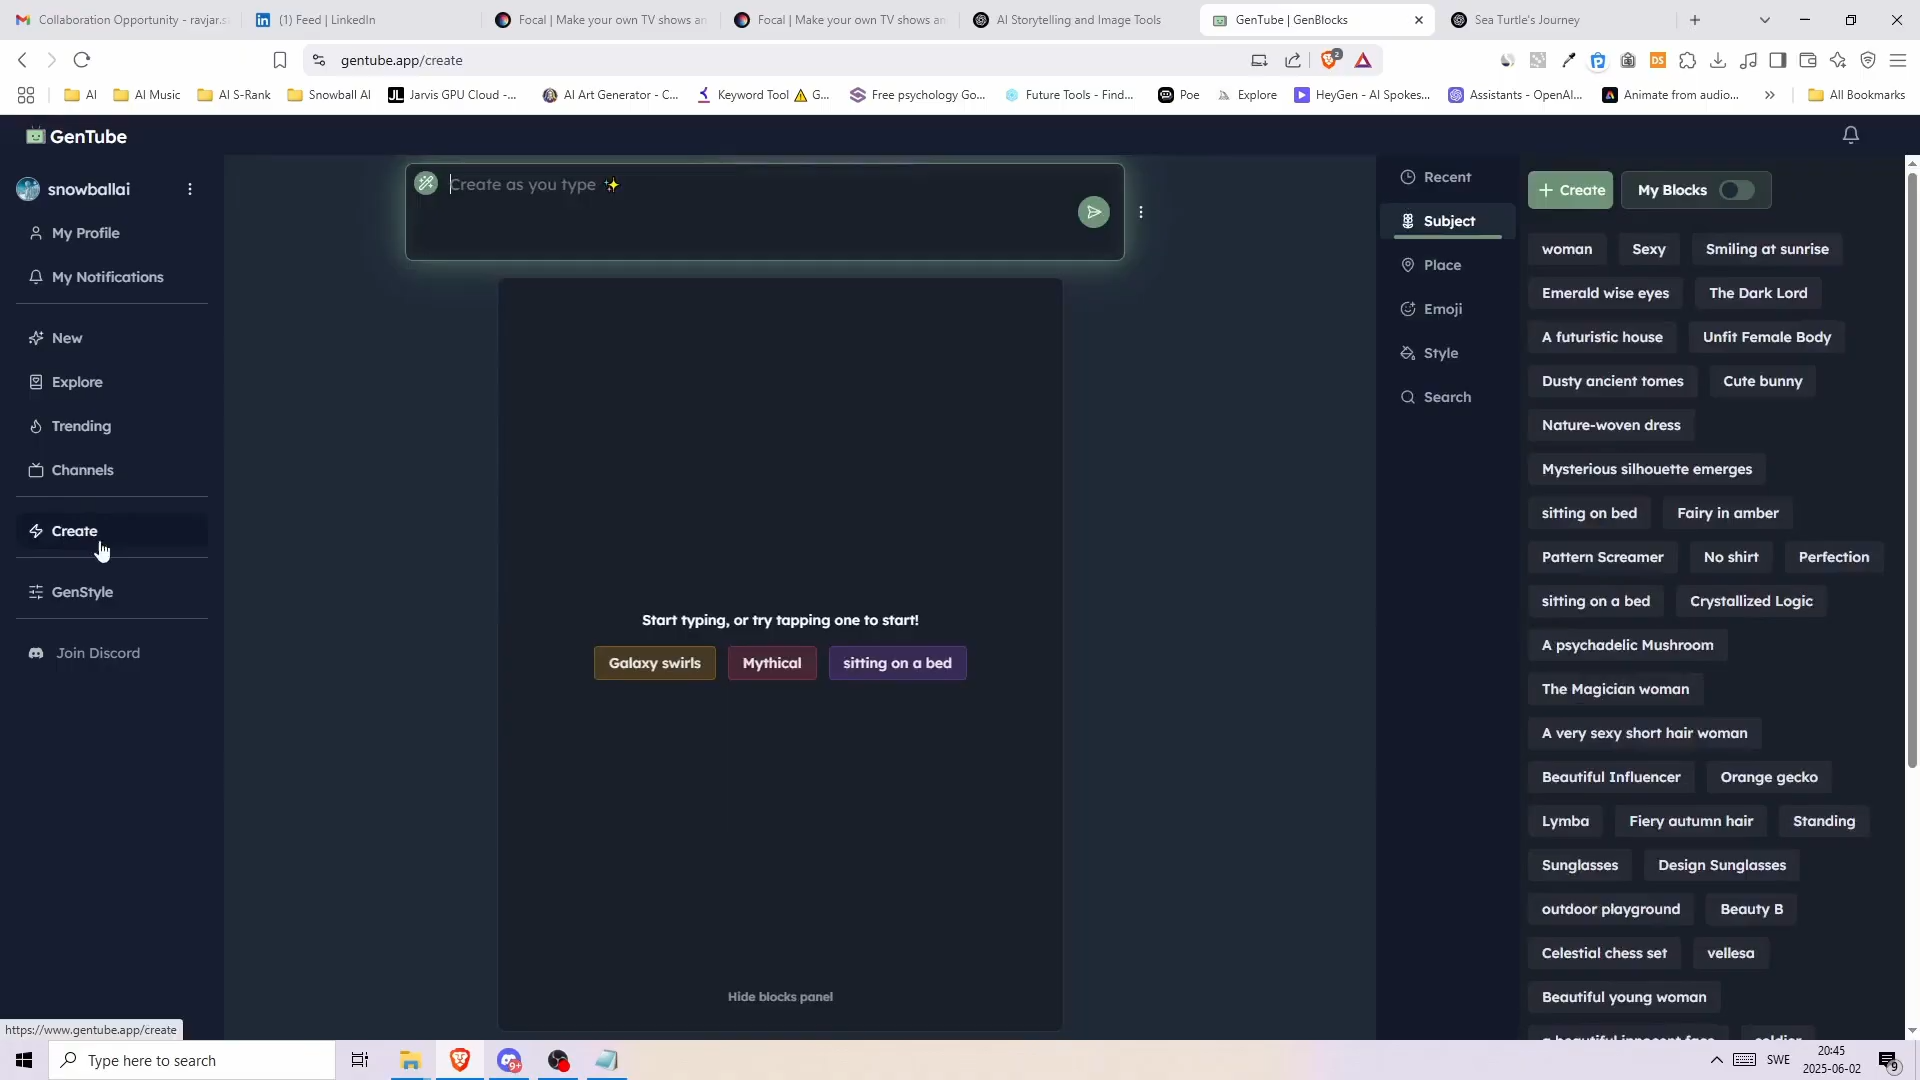 Collaboration Opportunity - ravjar.s
(1) Feed | LinkedIn
Focal | Make your own TV shows an
Focal | Make your own TV shows an
AI Storytelling and Image Tools
GenTube | GenBlocks
Sea Turtle's Journey
gentube.app/create
2
AI
AI Music
AI S-Rank
Snowball AI
JL
Jarvis GPU Cloud -...
AI Art Generator - C...
Keyword Tool ⚠ G...
Free psychology Go...
Future Tools - Find...
Poe
Explore
HeyGen - AI Spokes...
Assistants - OpenAI...
Animate from audio...
All Bookmarks
DS
GenTube
snowballai
My Profile
My Notifications
New
Explore
Trending
Channels
Create
GenStyle
Join Discord
Create as you type ✨
Start typing, or try tapping one to start!
Galaxy swirls
Mythical
sitting on a bed
Hide blocks panel
Recent
Subject
Place
Emoji
Style
Search
+ Create
My Blocks
woman
Sexy
Smiling at sunrise
Emerald wise eyes
The Dark Lord
A futuristic house
Unfit Female Body
Dusty ancient tomes
Cute bunny
Nature-woven dress
Mysterious silhouette emerges
sitting on bed
Fairy in amber
Pattern Screamer
No shirt
Perfection
sitting on a bed
Crystallized Logic
A psychadelic Mushroom
The Magician woman
A very sexy short hair woman
Beautiful Influencer
Orange gecko
Lymba
Fiery autumn hair
Standing
Sunglasses
Design Sunglasses
outdoor playground
Beauty B
Celestial chess set
vellesa
Beautiful young woman
a beautiful innocent face
soldier
https://www.gentube.app/create
Type here to search
9+
SWE
20:45
2025-06-02
9